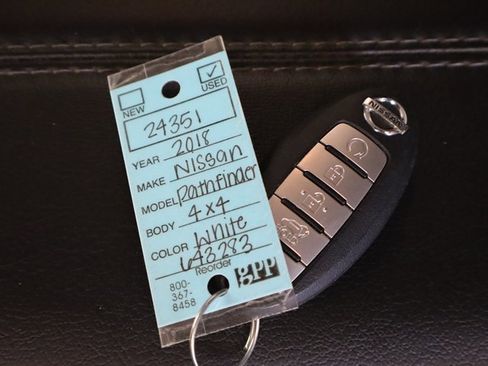 NEW
USED
24351
YEAR 2018
MAKE NISSAN
MODEL Pathfinder
BODY 4x4
COLOR White
643283
Reorder
800-
367-
8458
gpp
NISSAN